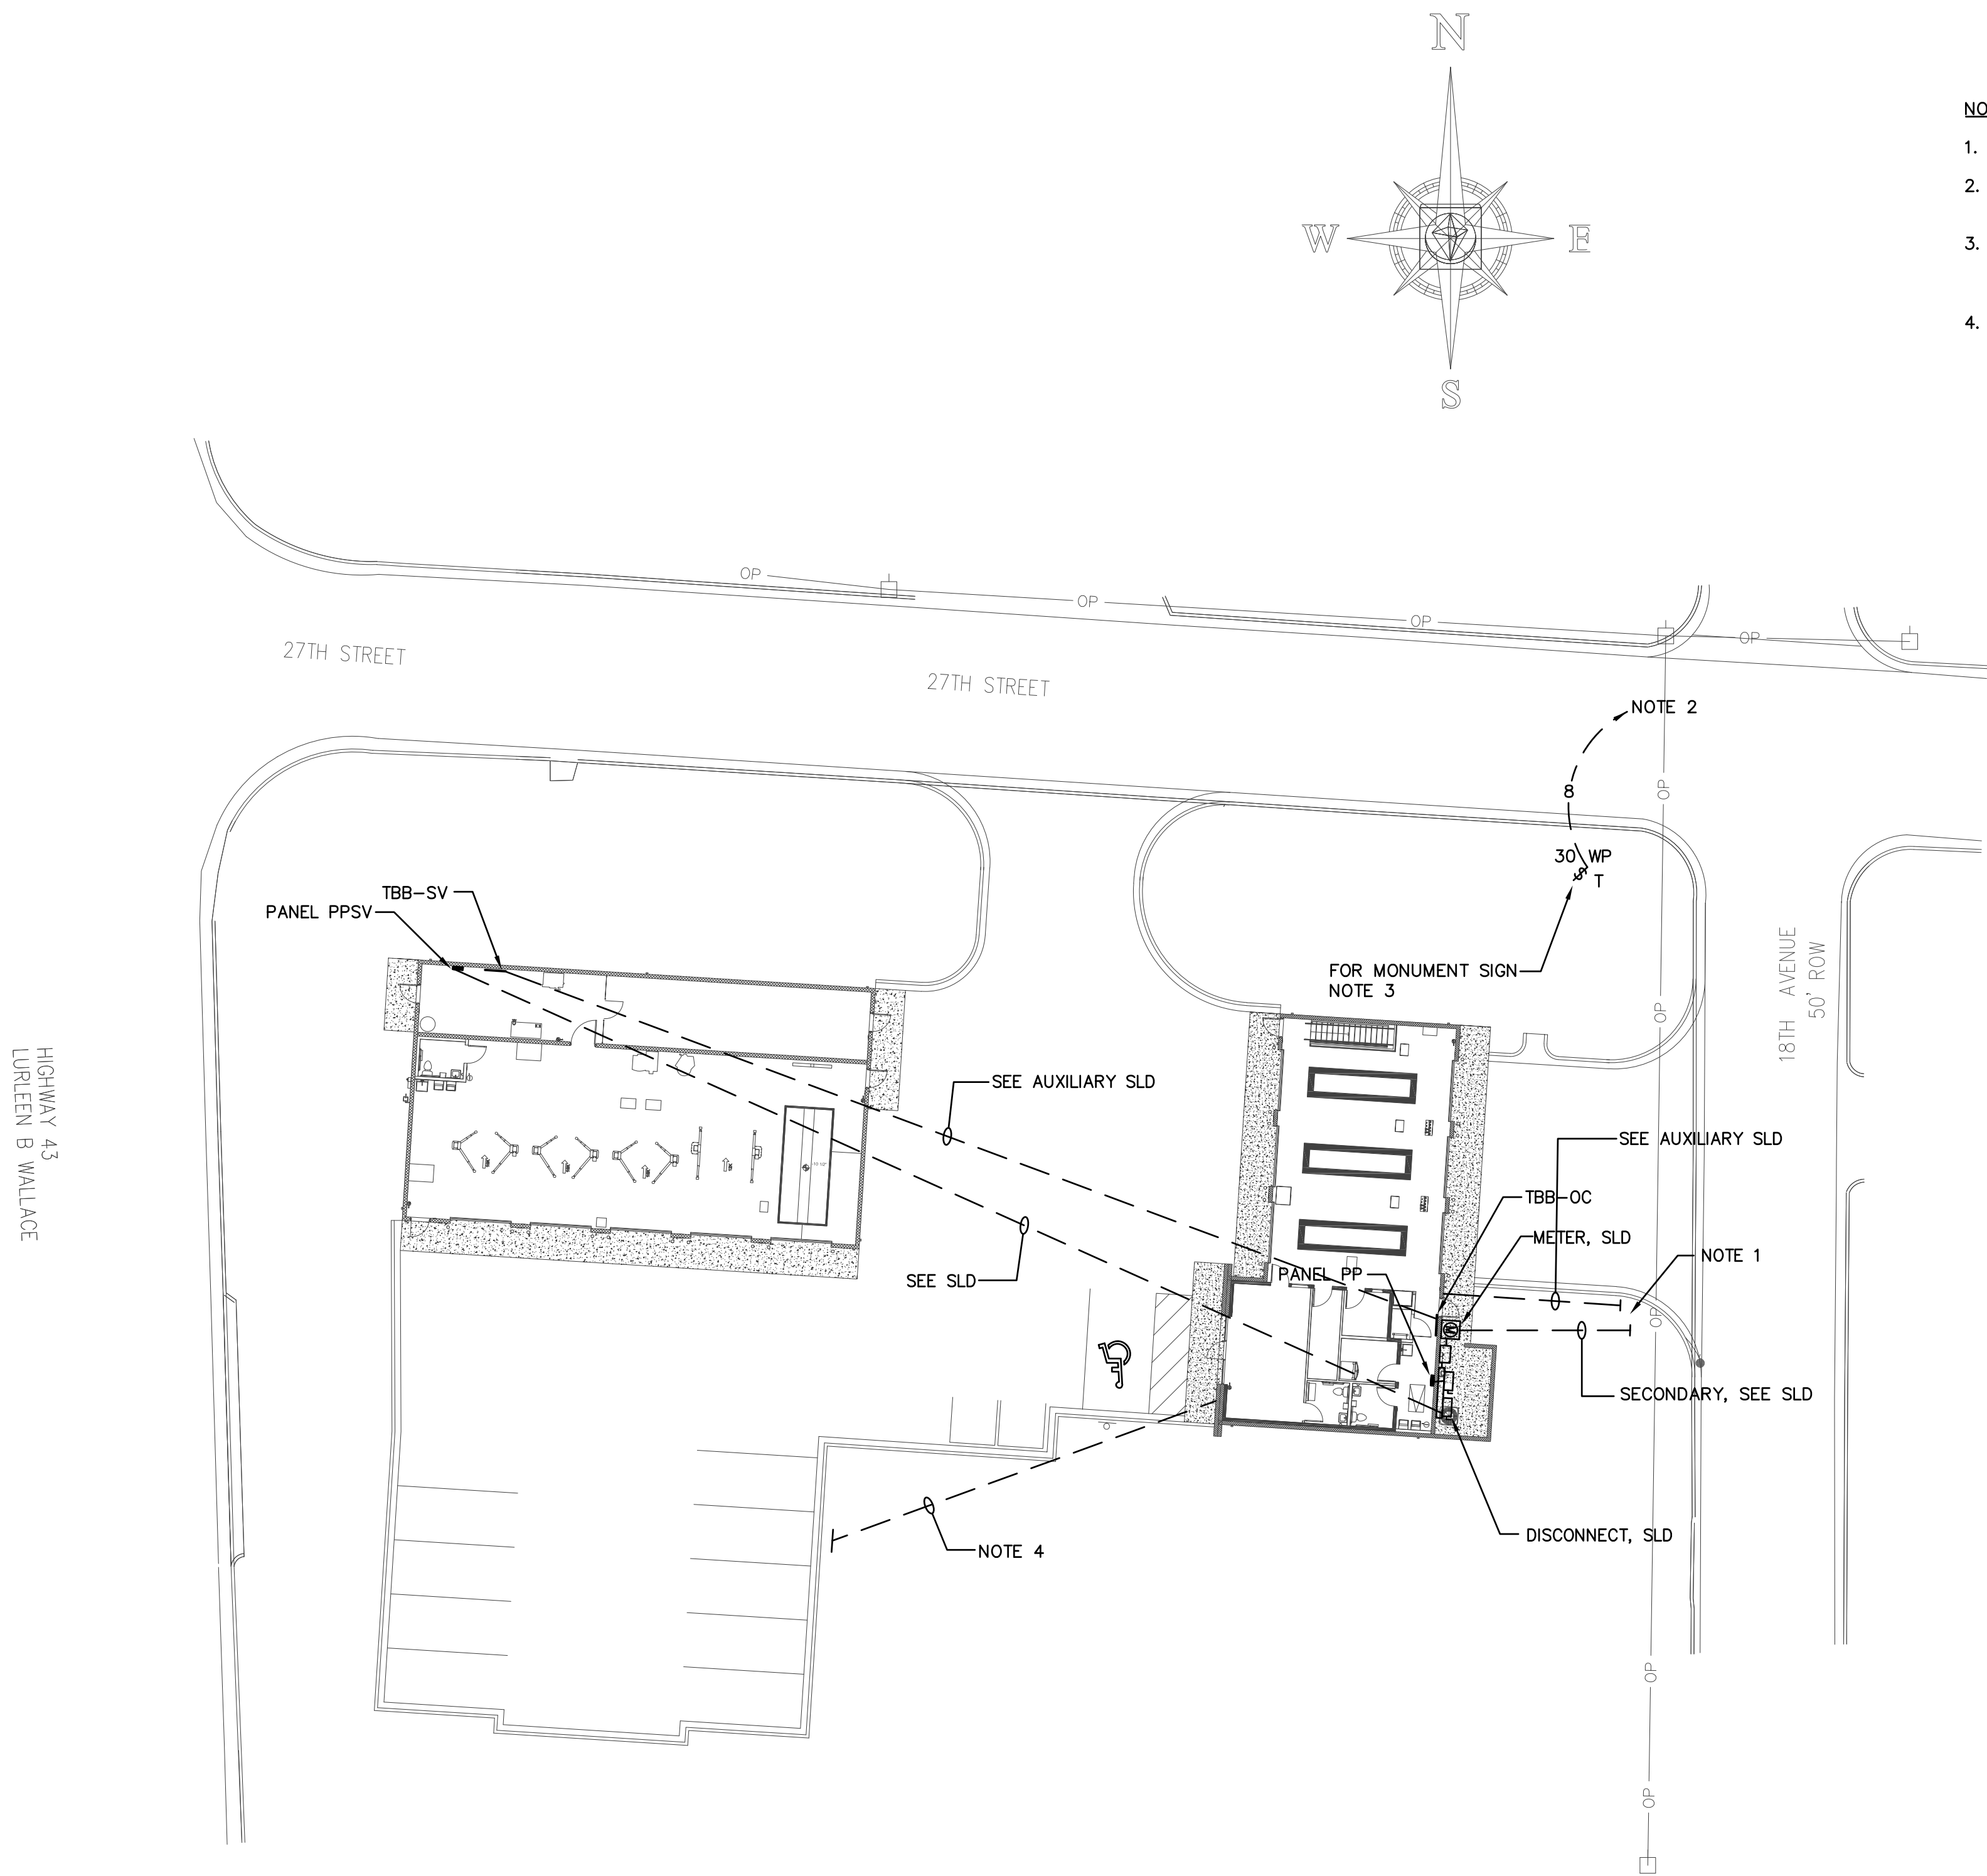 N
W
E
S
NO
1.
2.
3.
4.
OP
OP
OP
OP
27TH STREET
27TH STREET
NOTE 2
8
OP
30 WP
$ T
TBB-SV
PANEL PPSV
FOR MONUMENT SIGN
NOTE 3
OP
18TH AVENUE
50' ROW
HIGHWAY 43
LURLEEN B WALLACE
SEE AUXILIARY SLD
SEE AUXILIARY SLD
TBB-OC
METER, SLD
NOTE 1
PANEL PP
SEE SLD
OP
M
SECONDARY, SEE SLD
DISCONNECT, SLD
NOTE 4
OP
OP